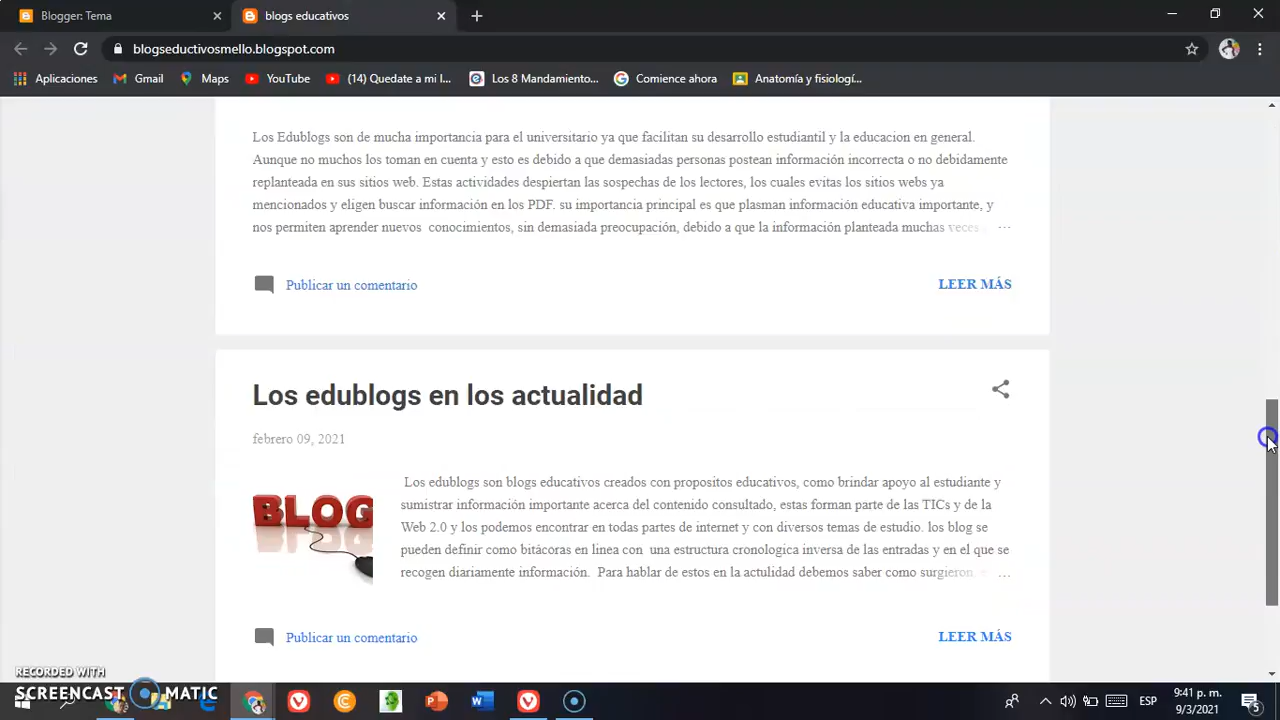 Blogger: Tema
blogs educativos
blogseductivosmello.blogspot.com
Aplicaciones
Gmail
Maps
YouTube
(14) Quedate a mi l...
Los 8 Mandamiento...
Comience ahora
Anatomía y fisiologí...
Los Edublogs son de mucha importancia para el universitario ya que facilitan su desarrollo estudiantil y la educacion en general.
Aunque no muchos los toman en cuenta y esto es debido a que demasiadas personas postean información incorrecta o no debidamente
replanteada en sus sitios web. Estas actividades despiertan las sospechas de los lectores, los cuales evitas los sitios webs ya
mencionados y eligen buscar información en los PDF. su importancia principal es que plasman información educativa importante, y
nos permiten aprender nuevos conocimientos, sin demasiada preocupación, debido a que la información planteada muchas veces ...
Publicar un comentario
LEER MÁS
Los edublogs en los actualidad
febrero 09, 2021
BLOG
Los edublogs son blogs educativos creados con propositos educativos, como brindar apoyo al estudiante y
sumistrar información importante acerca del contenido consultado, estas forman parte de las TICs y de la
Web 2.0 y los podemos encontrar en todas partes de internet y con diversos temas de estudio. los blog se
pueden definir como bitácoras en linea con una estructura cronologica inversa de las entradas y en el que se
recogen diariamente información. Para hablar de estos en la actulidad debemos saber como surgieron, ...
Publicar un comentario
LEER MÁS
RECORDED WITH
SCREENCAST MATIC
ESP
9:41 p. m.
9/3/2021
5